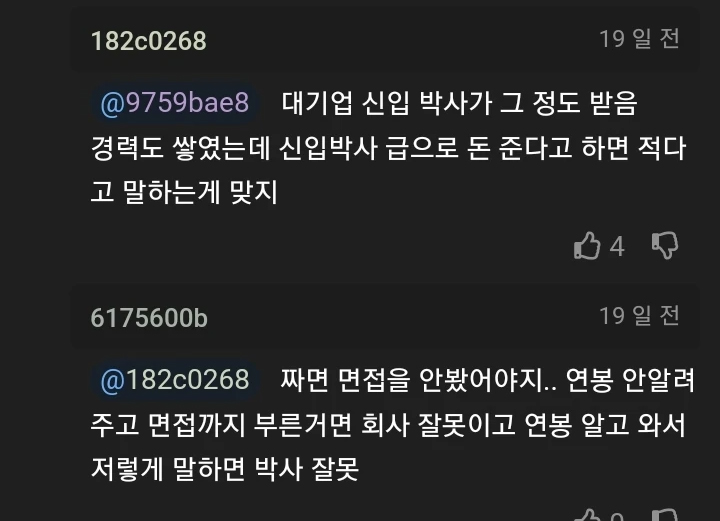 182c0268 19 일 전
@9759bae8 대기업 신입 박사가 그 정도 받음
경력도 쌓였는데 신입박사 급으로 돈 준다고 하면 적다
고 말하는게 맞지
4
6175600b 19 일 전
@182c0268 짜면 면접을 안봤어야지.. 연봉 안알려
주고 면접까지 부른거면 회사 잘못이고 연봉 알고 와서
저렇게 말하면 박사 잘못